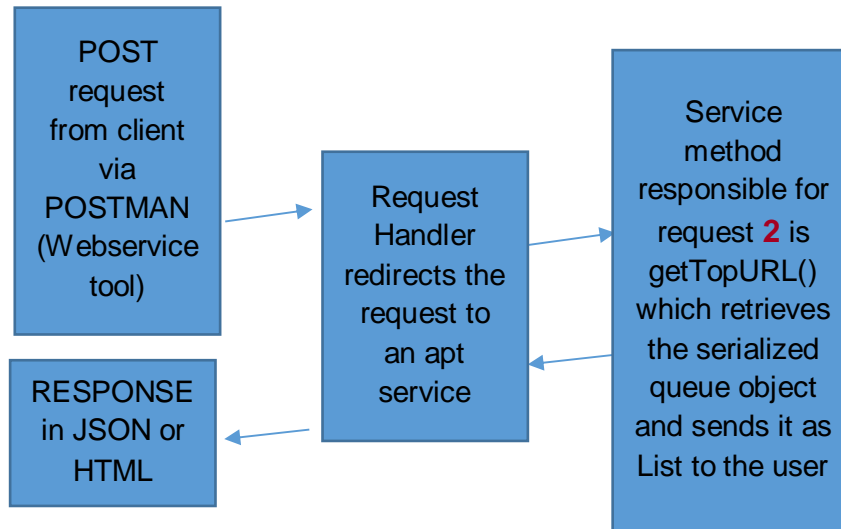 POST
request
from client
via
POSTMAN
(Webservice
tool)
RESPONSE
in JSON or
HTML
Request
Handler
redirects the
request to
an apt
service
Service
method
responsible for
request 2 is
getTopURL()
which retrieves
the serialized
queue object
and sends it as
List to the user